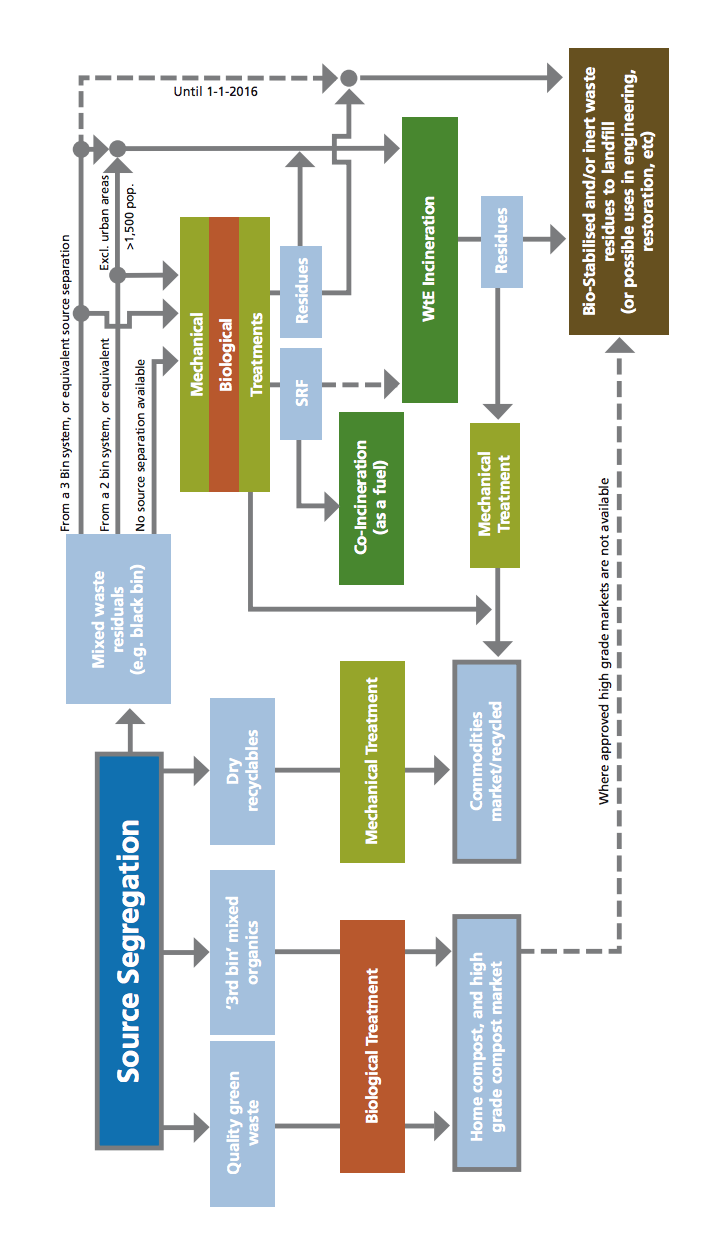 Source Segregation
Quality green
waste
‘3rd bin’ mixed
organics
Dry
recyclables
Mixed waste
residuals
(e.g. black bin)
From a 3 Bin system, or equivalent source separation
From a 2 bin system, or equivalent
No source separation available
Excl. urban areas
>1,500 pop.
Until 1-1-2016
Mechanical
Biological
Treatments
SRF
Residues
Biological Treatment
Mechanical Treatment
Co-Incineration
(as a fuel)
WtE Incineration
Home compost, and high
grade compost market
Commodities
market/recycled
Mechanical
Treatment
Residues
Where approved high grade markets are not available
Bio-Stabilised and/or inert waste
residues to landfill
(or possible uses in engineering,
restoration, etc)